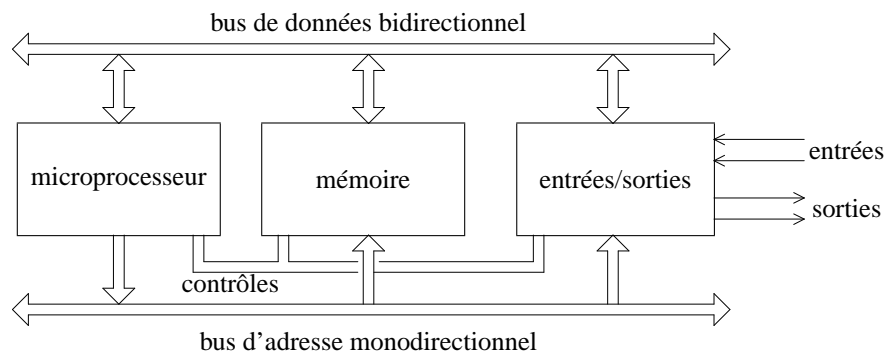 bus de données bidirectionnel
microprocesseur
mémoire
entrées/sorties
entrées
sorties
contrôles
bus d'adresse monodirectionnel